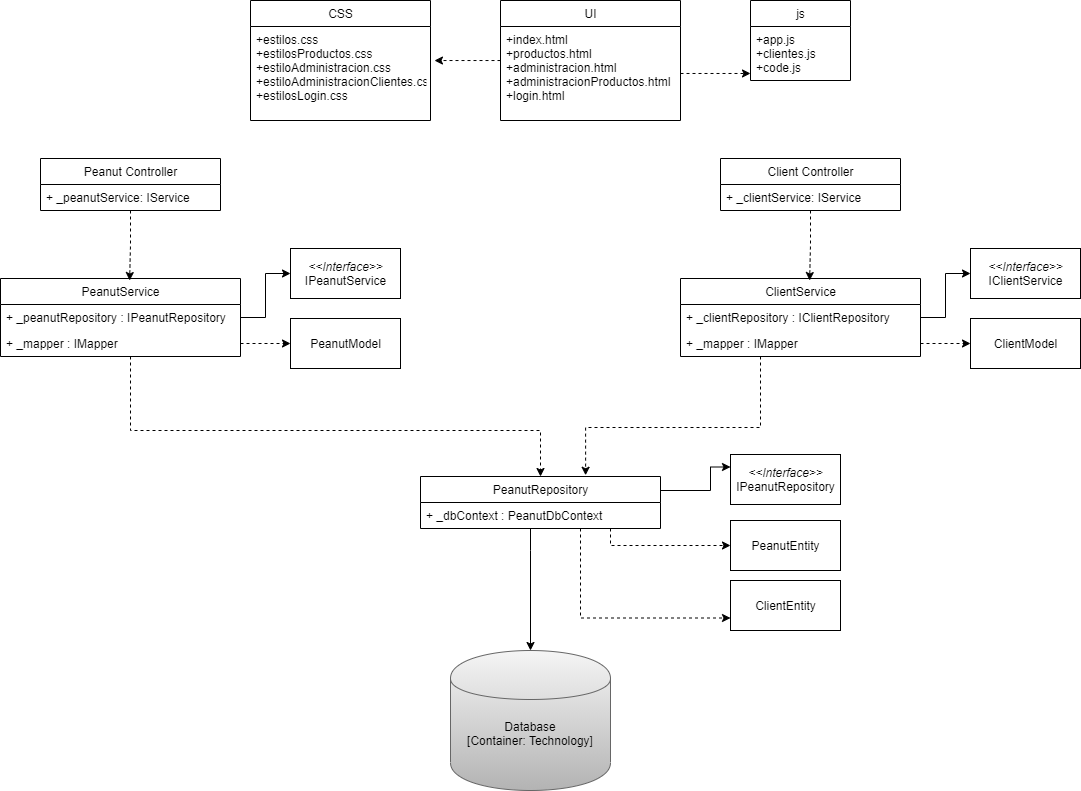 CSS
+estilos.css
+estilosProductos.css
+estiloAdministracion.css
+estiloAdministracionClientes.cs
+estilosLogin.css
UI
+index.html
+productos.html
+administracion.html
+administracionProductos.html
+login.html
js
+app.js
+clientes.js
+code.js
Peanut Controller
+ _peanutService: IService
Client Controller
+ _clientService: IService
PeanutService
+ _peanutRepository : IPeanutRepository
+ _mapper : IMapper
<<Interface>>
IPeanutService
PeanutModel
ClientService
+ _clientRepository : IClientRepository
+ _mapper : IMapper
<<Interface>>
IClientService
ClientModel
PeanutRepository
+ _dbContext : PeanutDbContext
<<Interface>>
IPeanutRepository
PeanutEntity
ClientEntity
Database
[Container: Technology]